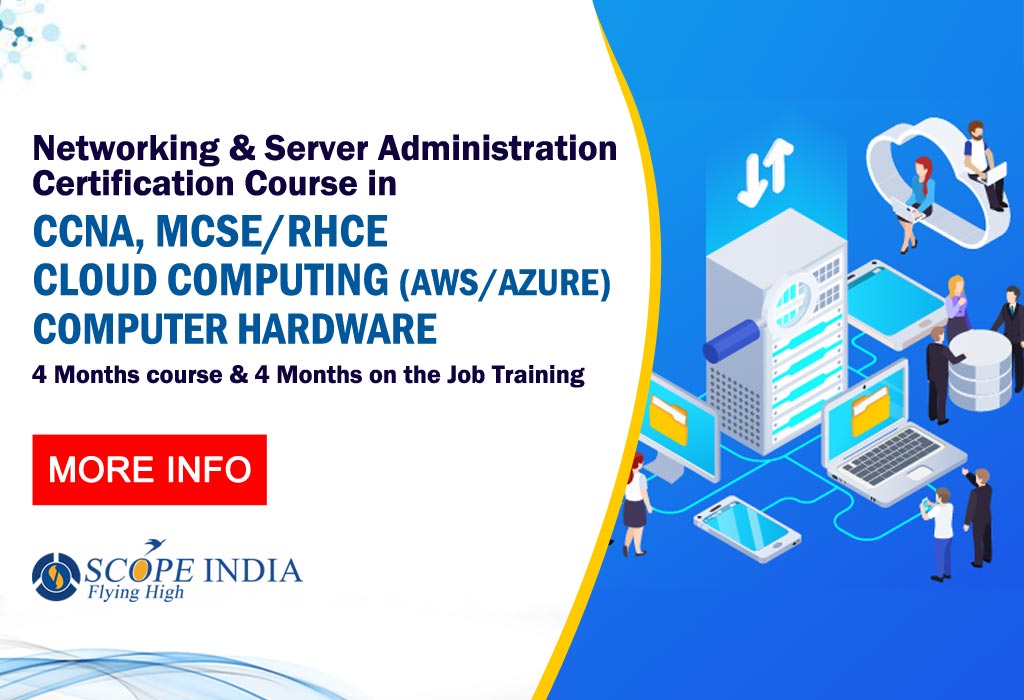 Networking & Server Administration
Certification Course in
CCNA, MCSE/RHCE
CLOUD COMPUTING (AWS/AZURE)
COMPUTER HARDWARE
4 Months course & 4 Months on the Job Training
MORE INFO
SCOPE INDIA
Flying High